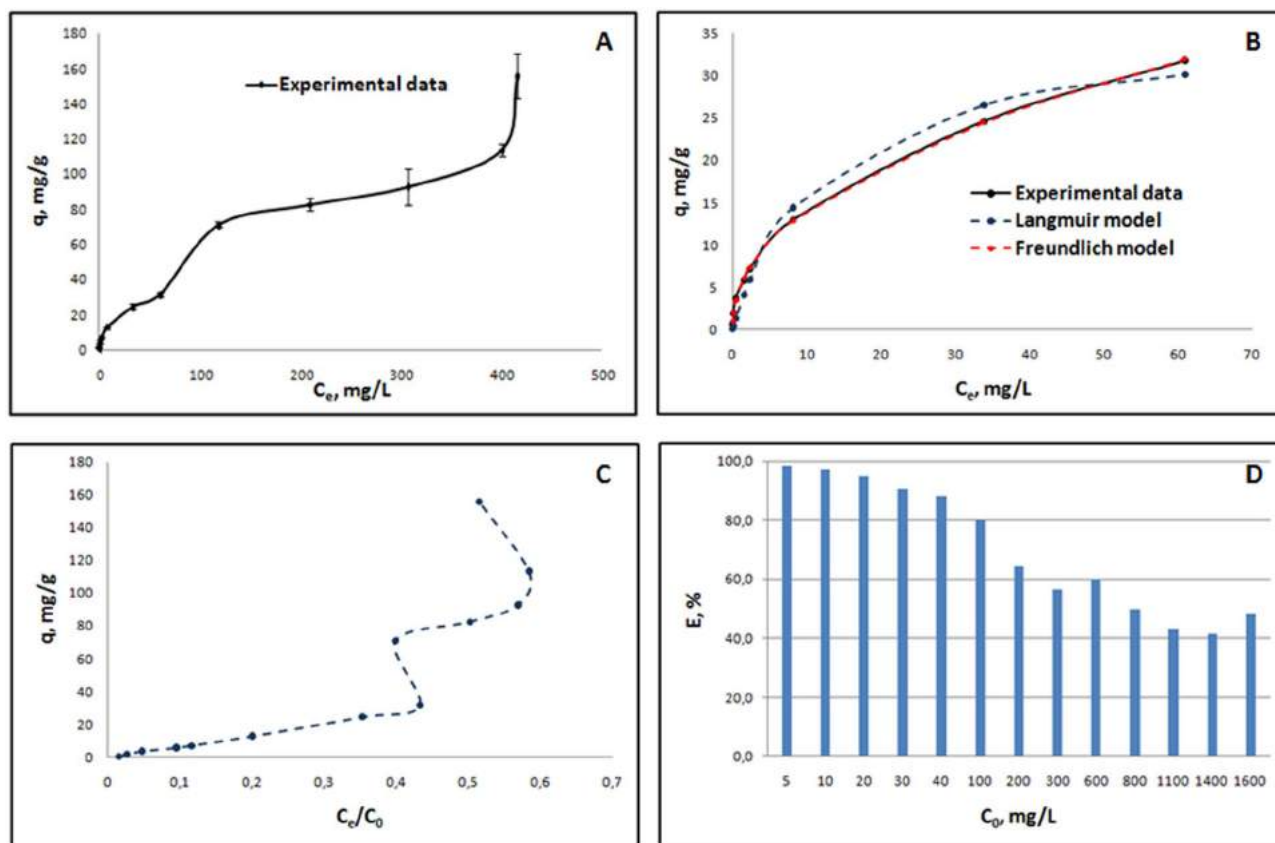 A
180
160
140
120
100
80
60
40
20
0
q, mg/g
Experimental data
0 100 200 300 400 500
Cₑ, mg/L
B
35
30
25
20
15
10
5
0
q, mg/g
Experimental data
Langmuir model
Freundlich model
0 10 20 30 40 50 60 70
Cₑ, mg/L
C
180
160
140
120
100
80
60
40
20
0
q, mg/g
0 0,1 0,2 0,3 0,4 0,5 0,6 0,7
Cₑ/C₀
D
100,0
80,0
60,0
40,0
20,0
0,0
E, %
5 10 20 30 40 100 200 300 600 800 1100 1400 1600
C₀, mg/L